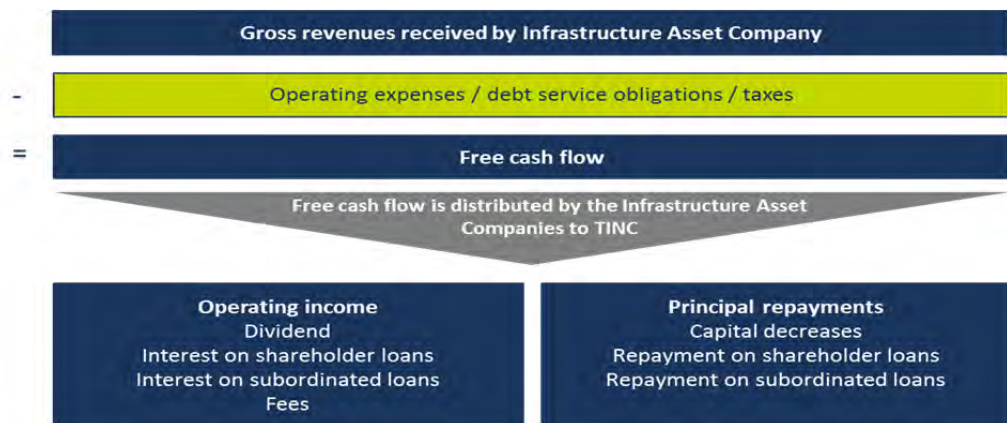 Gross revenues received by Infrastructure Asset Company
-
Operating expenses / debt service obligations / taxes
=
Free cash flow
Free cash flow is distributed by the Infrastructure Asset
Companies to TINC
Operating income
Dividend
Interest on shareholder loans
Interest on subordinated loans
Fees
Principal repayments
Capital decreases
Repayment on shareholder loans
Repayment on subordinated loans